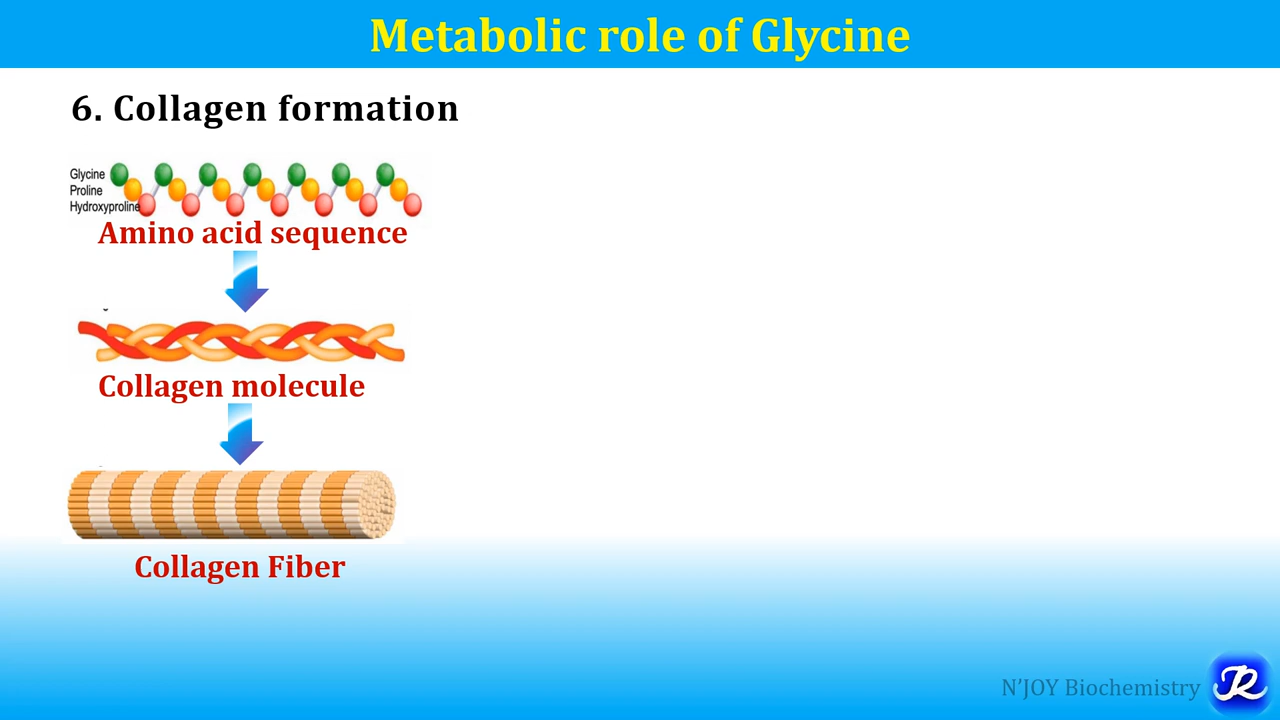 Metabolic role of Glycine
6. Collagen formation
Glycine
Proline
Hydroxyproline
Amino acid sequence
Collagen molecule
Collagen Fiber
N’JOY Biochemistry
JR